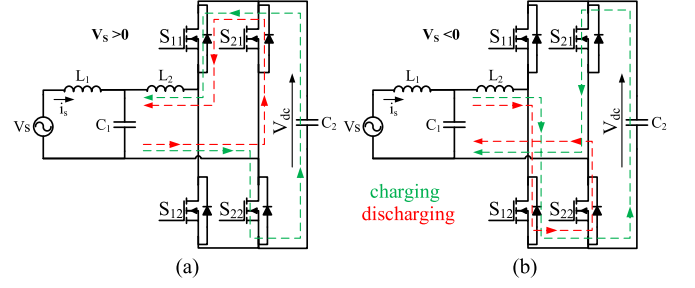 Vs >0
S11
S21
L1
L2
is
Vs
C1
Vdc
C2
S12
S22
(a)
Vs <0
S11
S21
L1
L2
is
Vs
C1
Vdc
C2
charging
discharging
S12
S22
(b)